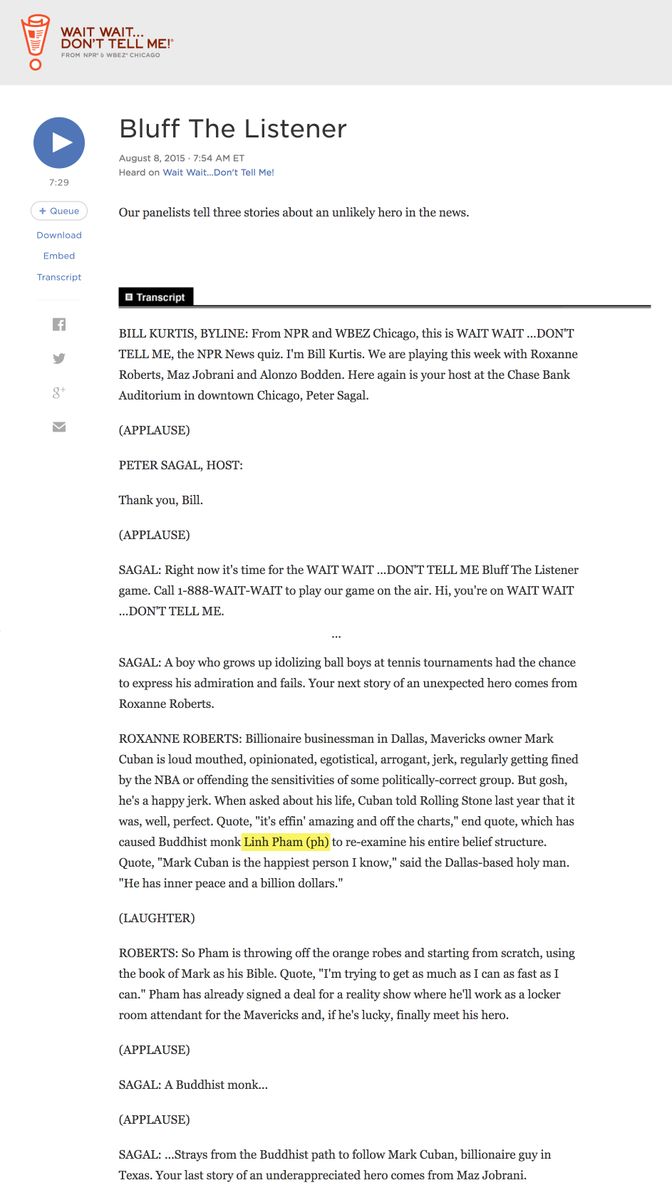 WAIT WAIT...
DON'T TELL ME!®
FROM NPR® & WBEZ® CHICAGO
Bluff The Listener
August 8, 2015 · 7:54 AM ET
Heard on Wait Wait...Don't Tell Me!
7:29
+ Queue
Download
Embed
Transcript
Our panelists tell three stories about an unlikely hero in the news.
Transcript
BILL KURTIS, BYLINE: From NPR and WBEZ Chicago, this is WAIT WAIT ...DON'T
TELL ME, the NPR News quiz. I'm Bill Kurtis. We are playing this week with Roxanne
Roberts, Maz Jobrani and Alonzo Bodden. Here again is your host at the Chase Bank
Auditorium in downtown Chicago, Peter Sagal.
(APPLAUSE)
PETER SAGAL, HOST:
Thank you, Bill.
(APPLAUSE)
SAGAL: Right now it's time for the WAIT WAIT ...DON'T TELL ME Bluff The Listener
game. Call 1-888-WAIT-WAIT to play our game on the air. Hi, you're on WAIT WAIT
...DON'T TELL ME.
...
SAGAL: A boy who grows up idolizing ball boys at tennis tournaments had the chance
to express his admiration and fails. Your next story of an unexpected hero comes from
Roxanne Roberts.
ROXANNE ROBERTS: Billionaire businessman in Dallas, Mavericks owner Mark
Cuban is loud mouthed, opinionated, egotistical, arrogant, jerk, regularly getting fined
by the NBA or offending the sensitivities of some politically-correct group. But gosh,
he's a happy jerk. When asked about his life, Cuban told Rolling Stone last year that it
was, well, perfect. Quote, "it's effin' amazing and off the charts," end quote, which has
caused Buddhist monk Linh Pham (ph) to re-examine his entire belief structure.
Quote, "Mark Cuban is the happiest person I know," said the Dallas-based holy man.
"He has inner peace and a billion dollars."
(LAUGHTER)
ROBERTS: So Pham is throwing off the orange robes and starting from scratch, using
the book of Mark as his Bible. Quote, "I'm trying to get as much as I can as fast as I
can." Pham has already signed a deal for a reality show where he'll work as a locker
room attendant for the Mavericks and, if he's lucky, finally meet his hero.
(APPLAUSE)
SAGAL: A Buddhist monk...
(APPLAUSE)
SAGAL: ...Strays from the Buddhist path to follow Mark Cuban, billionaire guy in
Texas. Your last story of an underappreciated hero comes from Maz Jobrani.